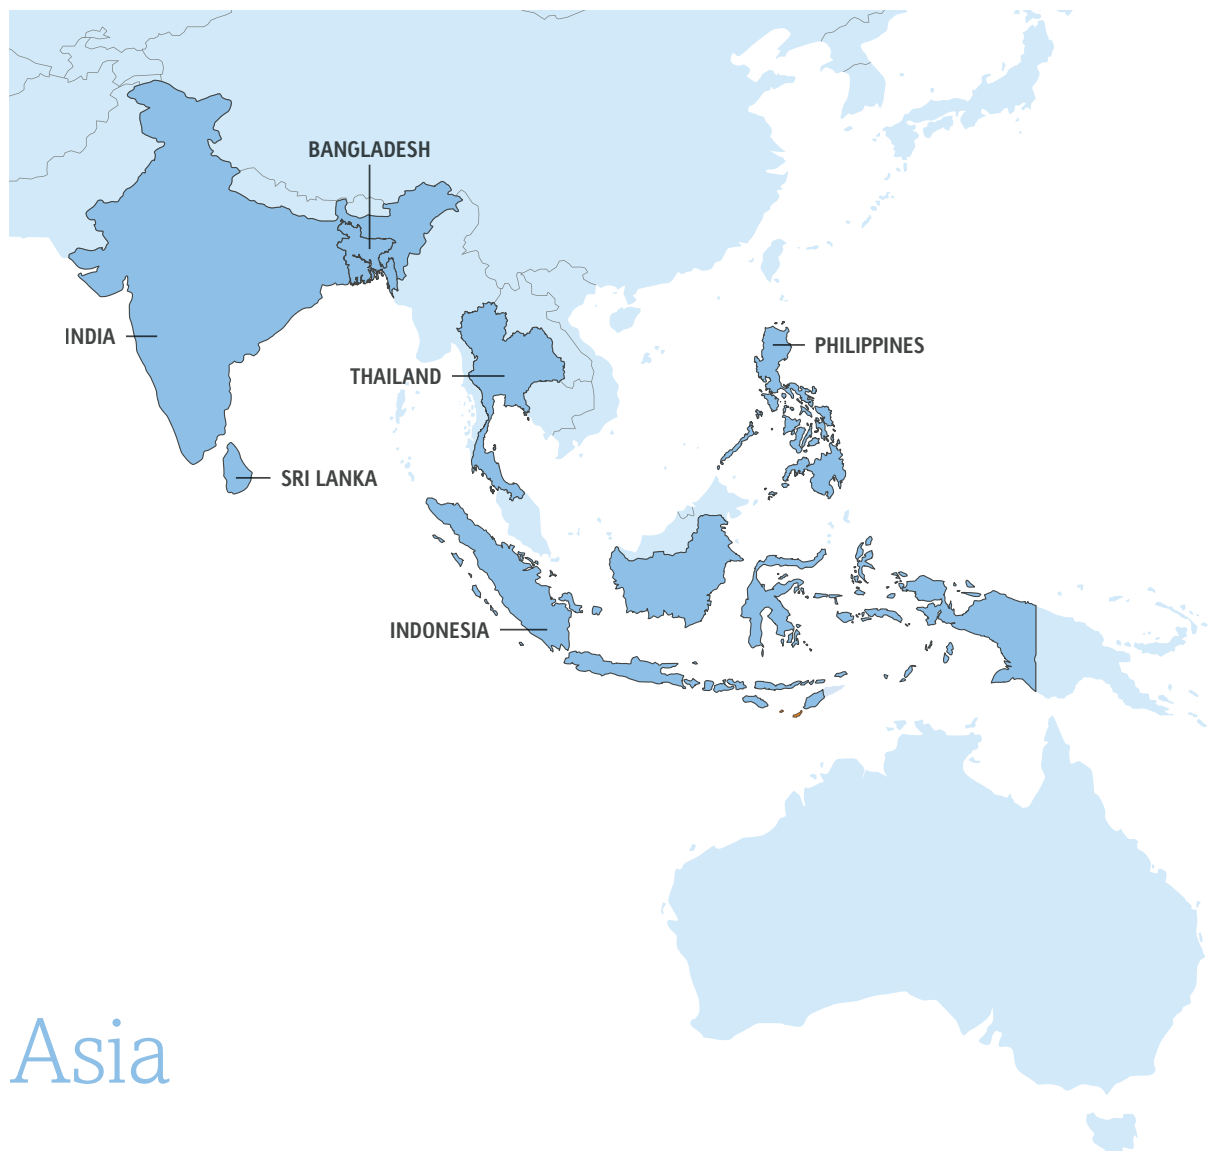 BANGLADESH
INDIA
PHILIPPINES
THAILAND
SRI LANKA
INDONESIA
Asia